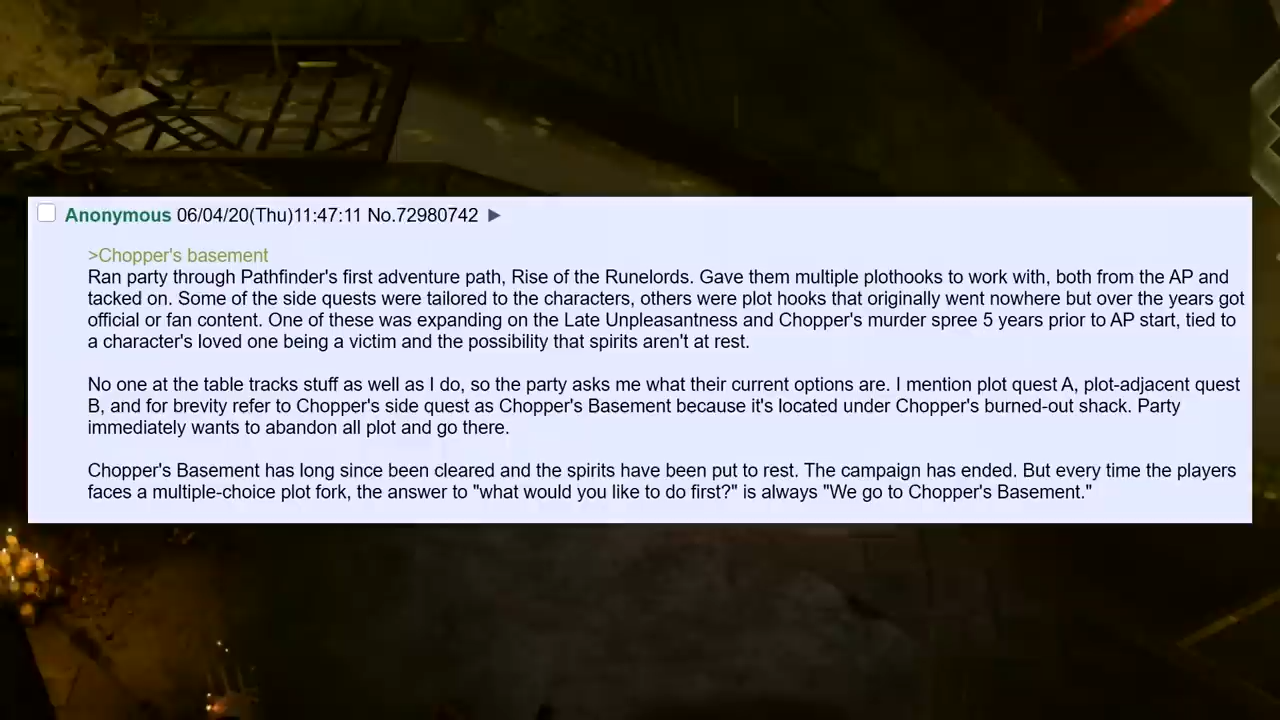 Anonymous 06/04/20(Thu)11:47:11 No.72980742 ▶
>Chopper's basement
Ran party through Pathfinder's first adventure path, Rise of the Runelords. Gave them multiple plothooks to work with, both from the AP and
tacked on. Some of the side quests were tailored to the characters, others were plot hooks that originally went nowhere but over the years got
official or fan content. One of these was expanding on the Late Unpleasantness and Chopper's murder spree 5 years prior to AP start, tied to
a character's loved one being a victim and the possibility that spirits aren't at rest.
No one at the table tracks stuff as well as I do, so the party asks me what their current options are. I mention plot quest A, plot-adjacent quest
B, and for brevity refer to Chopper's side quest as Chopper's Basement because it's located under Chopper's burned-out shack. Party
immediately wants to abandon all plot and go there.
Chopper's Basement has long since been cleared and the spirits have been put to rest. The campaign has ended. But every time the players
faces a multiple-choice plot fork, the answer to "what would you like to do first?" is always "We go to Chopper's Basement."